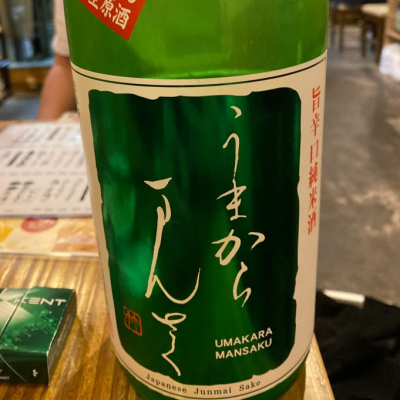 生原酒
うまから
まんさく
旨辛口純米酒
UMAKARA
MANSAKU
Japanese Junmai Sake
KENT